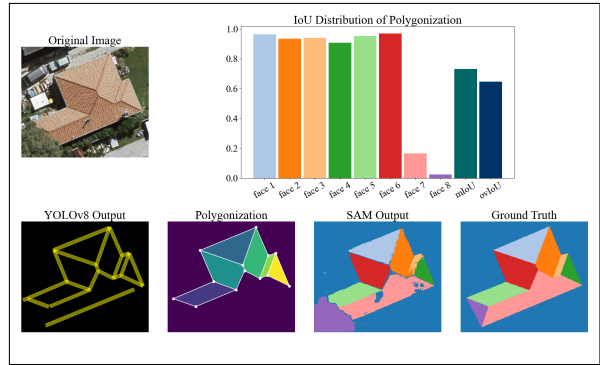 IoU Distribution of Polygonization
Original Image
1.0
0.8
0.6
0.4
0.2
0.0
face 1
face 2
face 3
face 4
face 5
face 6
face 7
face 8
mIoU
ovIoU
YOLOv8 Output
Polygonization
SAM Output
Ground Truth